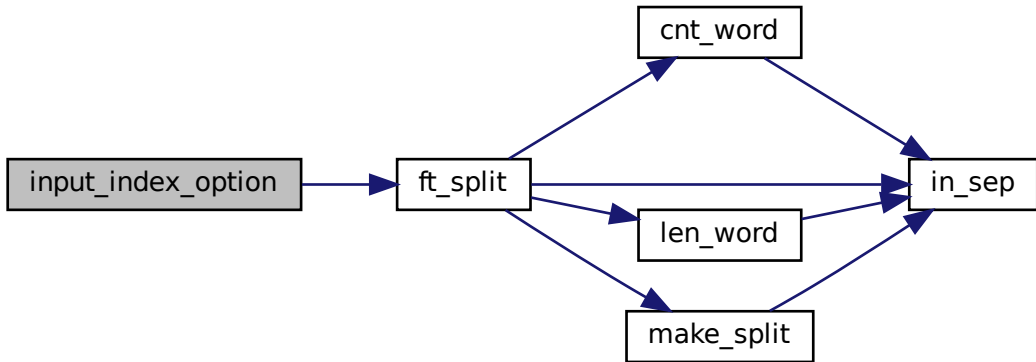 cnt_word
input_index_option
ft_split
in_sep
len_word
make_split